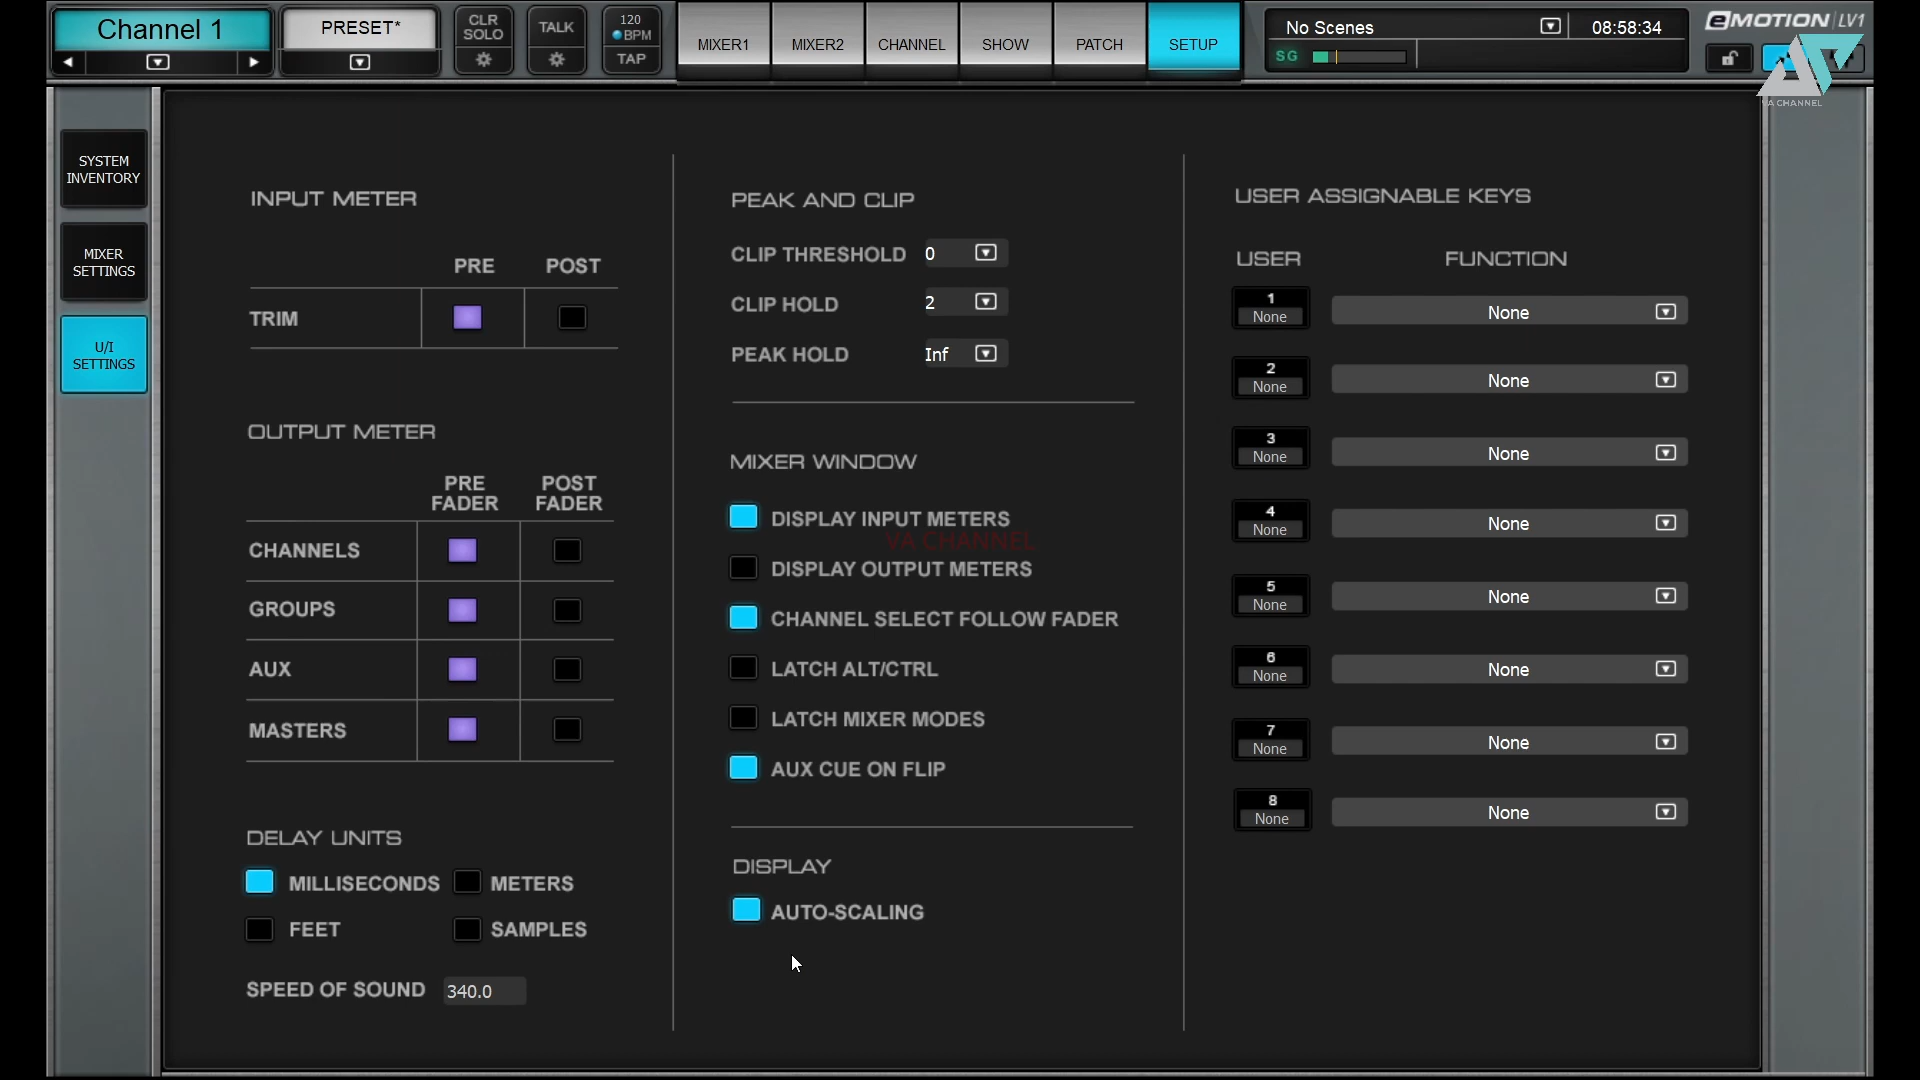 Channel 1
PRESET*
CLR
SOLO
TALK
120
BPM
TAP
MIXER1
MIXER2
CHANNEL
SHOW
PATCH
SETUP
No Scenes
08:58:34
SG
eMOTION LV1
VA CHANNEL
SYSTEM
INVENTORY
MIXER
SETTINGS
U/I
SETTINGS
INPUT METER
PRE POST
TRIM
OUTPUT METER
PRE
FADER
POST
FADER
CHANNELS
GROUPS
AUX
MASTERS
DELAY UNITS
MILLISECONDS METERS
FEET SAMPLES
SPEED OF SOUND 340.0
PEAK AND CLIP
CLIP THRESHOLD 0
CLIP HOLD 2
PEAK HOLD Inf
MIXER WINDOW
DISPLAY INPUT METERS
VA CHANNEL
DISPLAY OUTPUT METERS
CHANNEL SELECT FOLLOW FADER
LATCH ALT/CTRL
LATCH MIXER MODES
AUX CUE ON FLIP
DISPLAY
AUTO-SCALING
USER ASSIGNABLE KEYS
USER FUNCTION
1
None
None
2
None
None
3
None
None
4
None
None
5
None
None
6
None
None
7
None
None
8
None
None